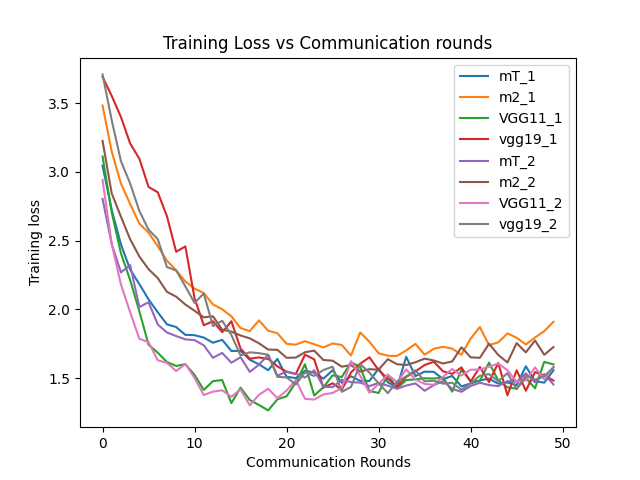 Training Loss vs Communication rounds
mT_1
m2_1
VGG11_1
vgg19_1
mT_2
m2_2
VGG11_2
vgg19_2
Training loss
3.5
3.0
2.5
2.0
1.5
0 10 20 30 40 50
Communication Rounds